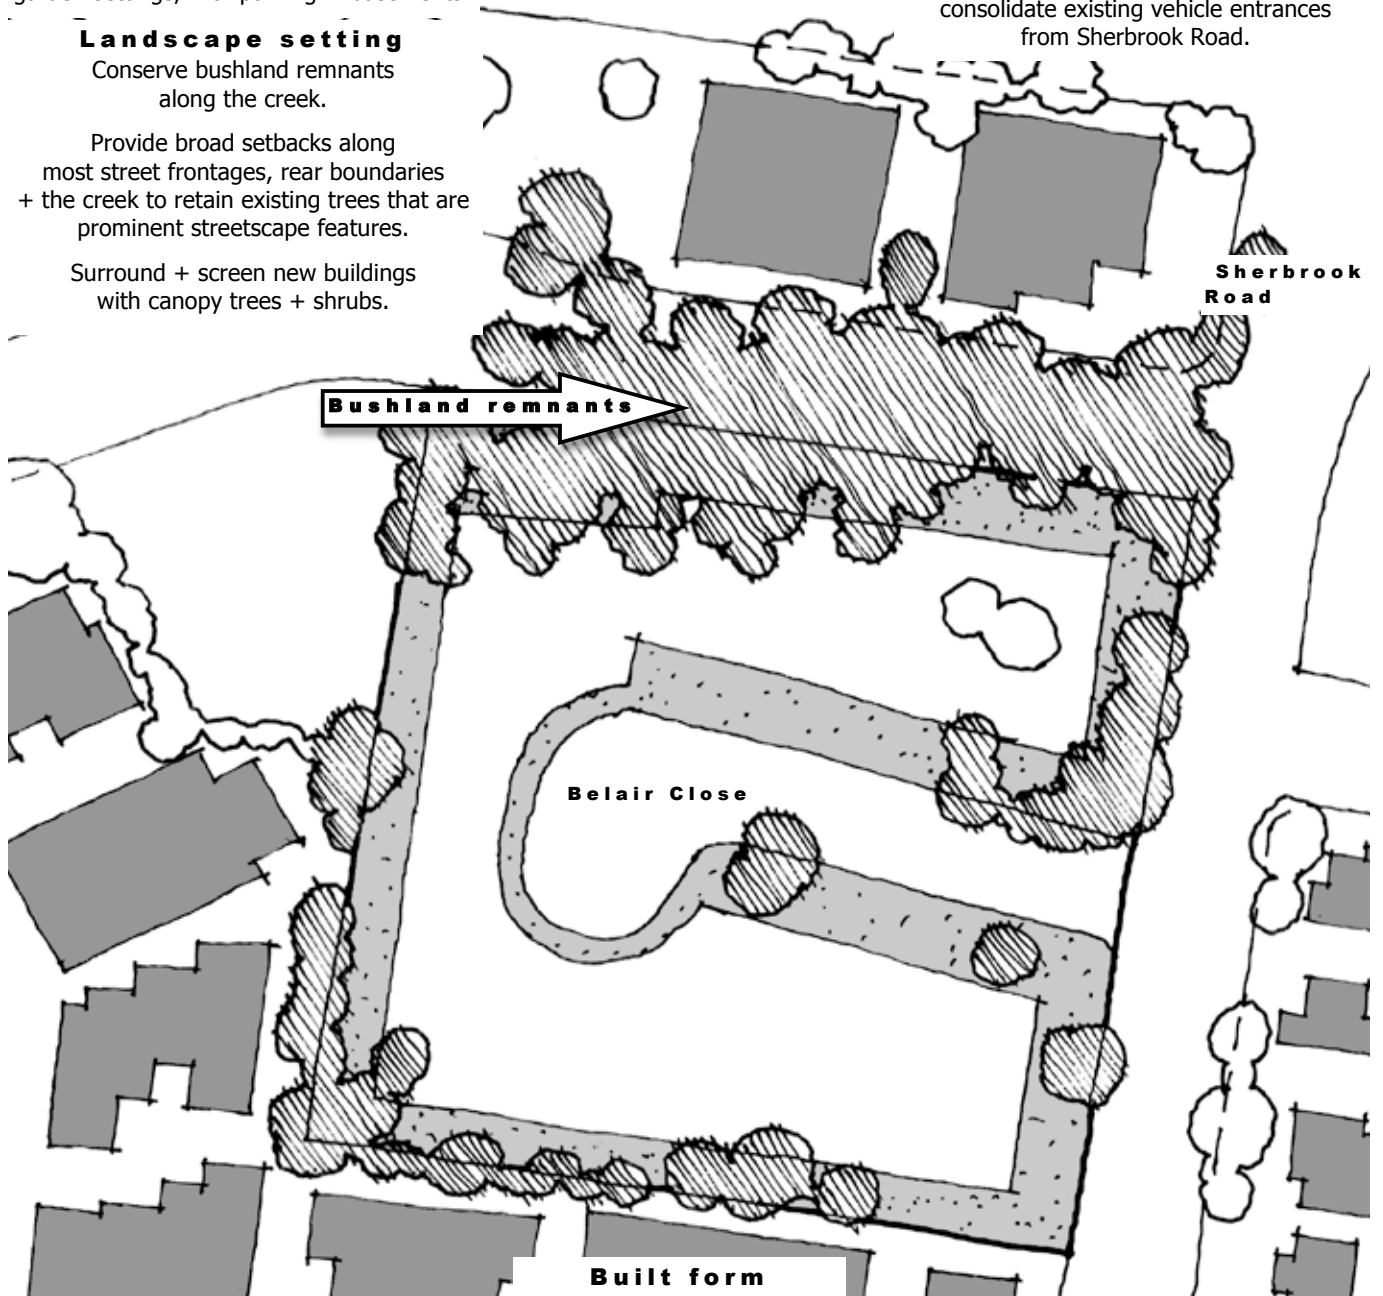 Landscape setting
Conserve bushland remnants
along the creek.
Provide broad setbacks along
most street frontages, rear boundaries
+ the creek to retain existing trees that are
prominent streetscape features.
Surround + screen new buildings
with canopy trees + shrubs.
consolidate existing vehicle entrances
from Sherbrook Road.
Sherbrook
Road
Bushland remnants
Belair Close
Built form